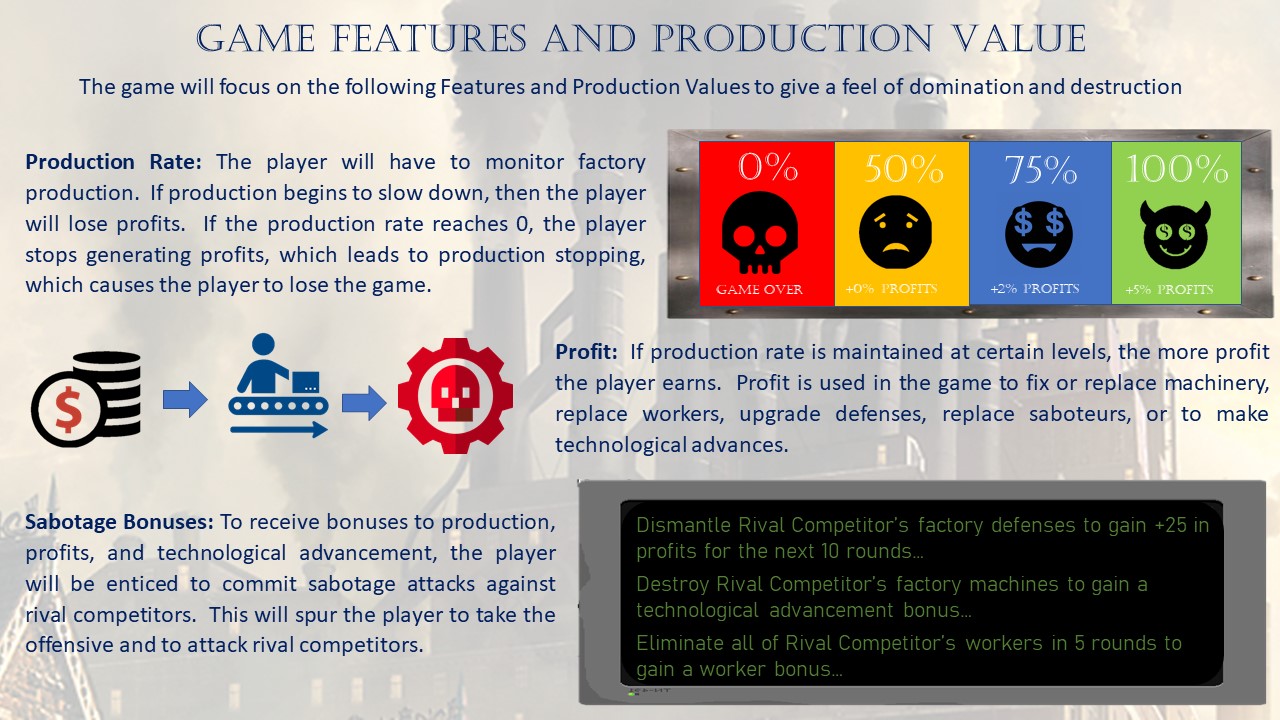 GAME FEATURES AND PRODUCTION VALUE
The game will focus on the following Features and Production Values to give a feel of domination and destruction
Production Rate: The player will have to monitor factory
production. If production begins to slow down, then the player
will lose profits. If the production rate reaches 0, the player
stops generating profits, which leads to production stopping,
which causes the player to lose the game.
0%
GAME OVER
50%
+0% PROFITS
75%
$ $
+2% PROFITS
100%
$ $
+5% PROFITS
$
Profit: If production rate is maintained at certain levels, the more profit
the player earns. Profit is used in the game to fix or replace machinery,
replace workers, upgrade defenses, replace saboteurs, or to make
technological advances.
Sabotage Bonuses: To receive bonuses to production,
profits, and technological advancement, the player
will be enticed to commit sabotage attacks against
rival competitors. This will spur the player to take the
offensive and to attack rival competitors.
Dismantle Rival Competitor's factory defenses to gain +25 in
profits for the next 10 rounds...
Destroy Rival Competitor's factory machines to gain a
technological advancement bonus...
Eliminate all of Rival Competitor's workers in 5 rounds to
gain a worker bonus...